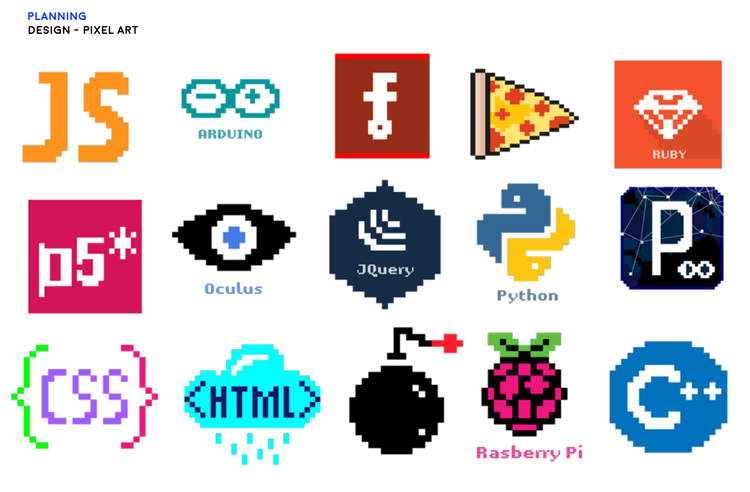 PLANNING
DESIGN - PIXEL ART
JS
ARDUINO
f
RUBY
p5*
Oculus
JQuery
Python
P
CSS
HTML
Rasberry Pi
C++